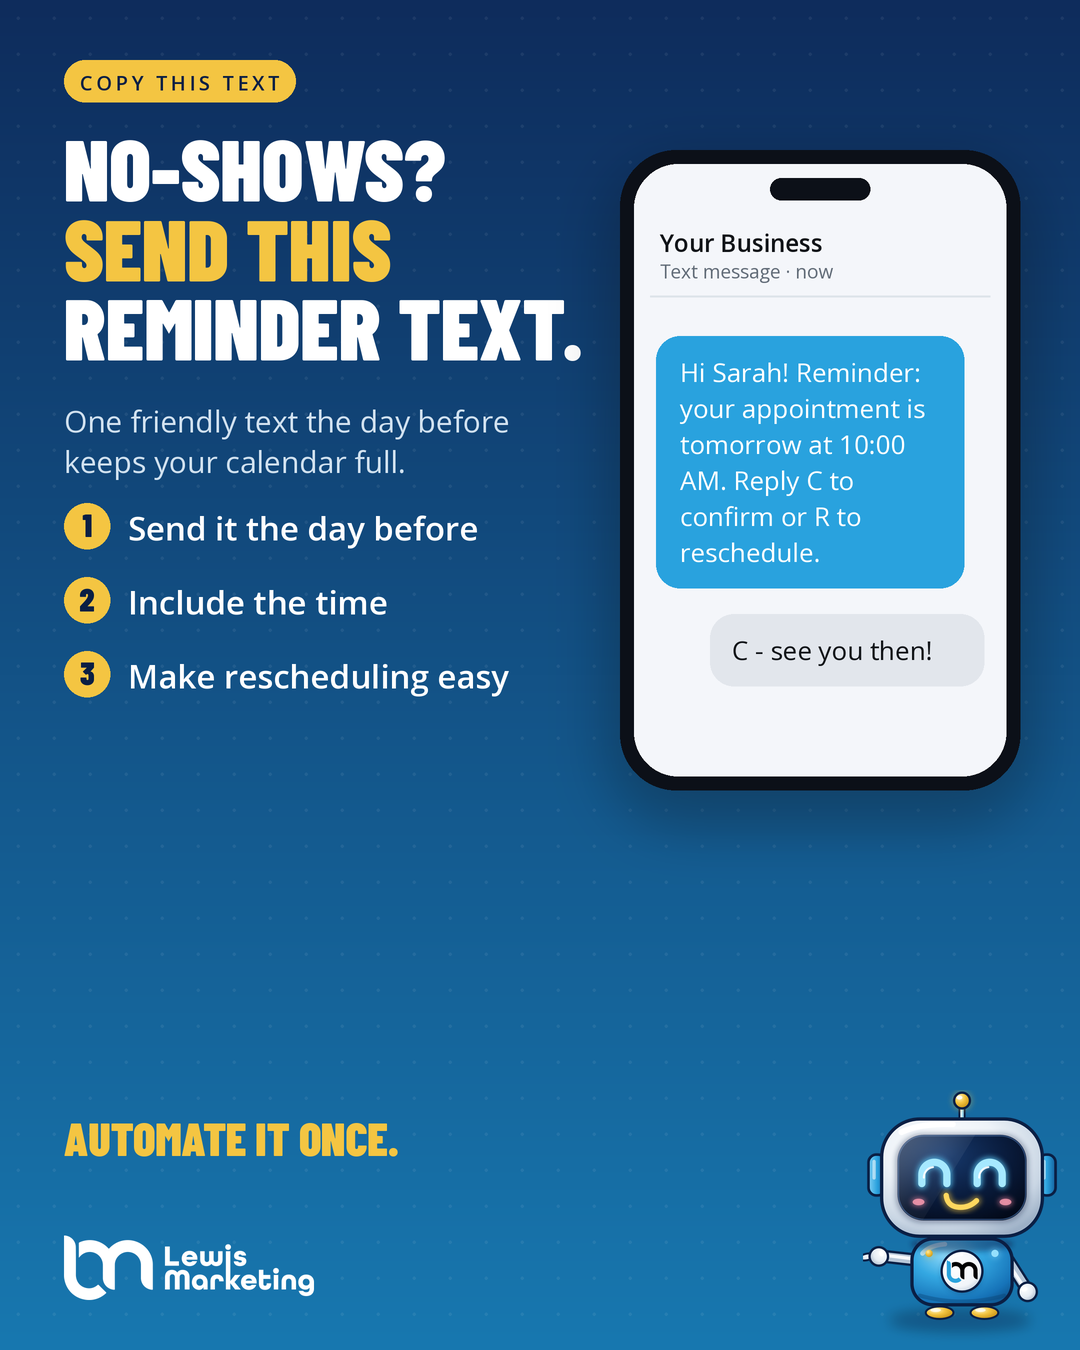 COPY THIS TEXT
NO-SHOWS?
SEND THIS
REMINDER TEXT.
One friendly text the day before
keeps your calendar full.
1 Send it the day before
2 Include the time
3 Make rescheduling easy
Your Business
Text message · now
Hi Sarah! Reminder:
your appointment is
tomorrow at 10:00
AM. Reply C to
confirm or R to
reschedule.
C - see you then!
AUTOMATE IT ONCE.
Lewis
Marketing